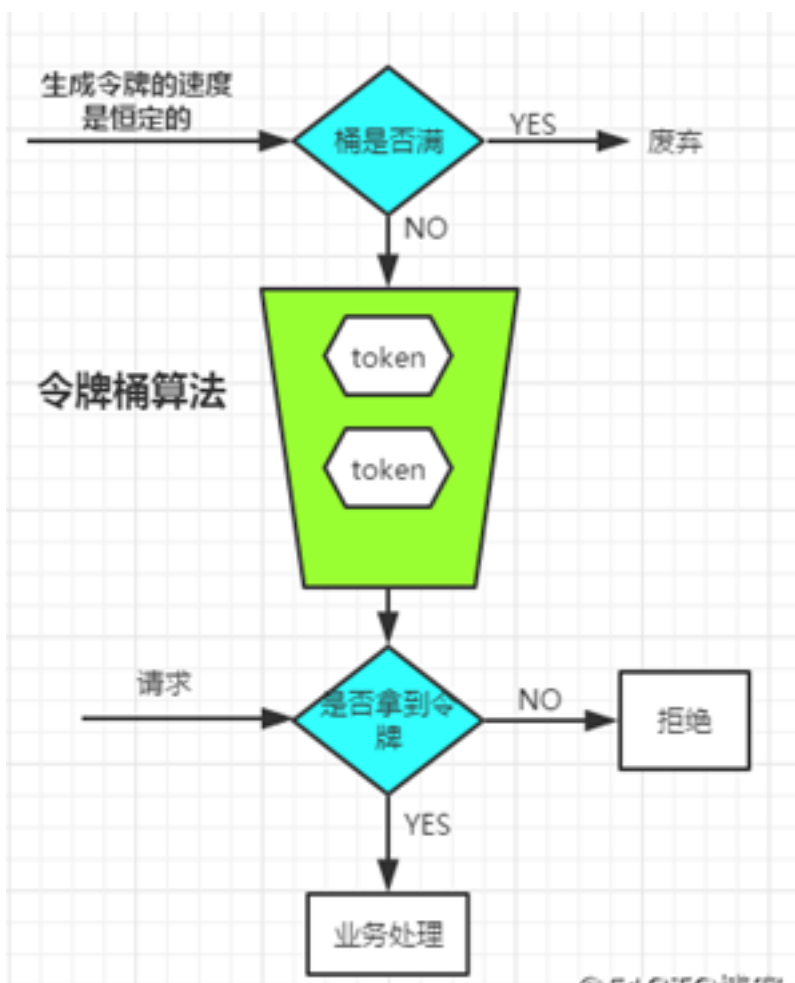 生成令牌的速度
是恒定的
桶是否满
YES
废弃
NO
token
令牌桶算法
token
请求
是否拿到令
牌
NO
拒绝
YES
业务处理